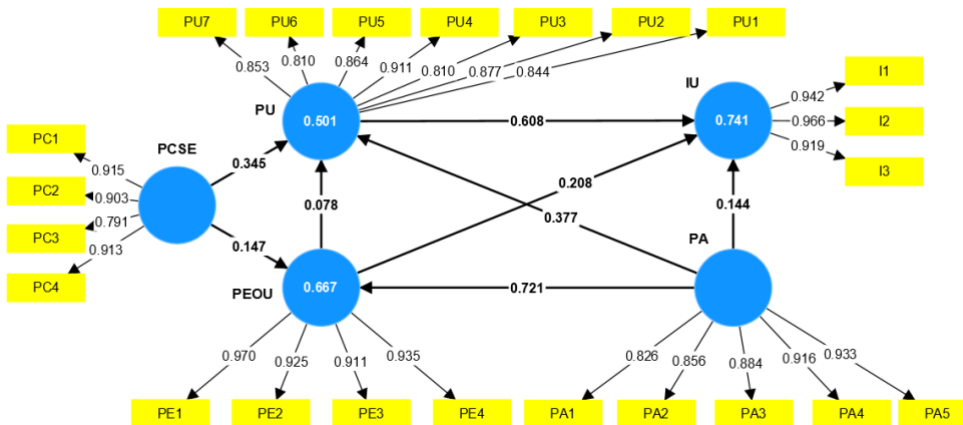 PU7 PU6 PU5 PU4 PU3 PU2 PU1
0.853 0.810 0.864 0.911 0.810 0.877 0.844
PU
0.501
IU
0.741
I1
I2
I3
0.942
0.966
0.919
PC1
PC2
PC3
PC4
0.915
0.903
0.791
0.913
PCSE
0.345
0.147
0.608
0.078
0.208
0.377
0.144
PA
PEOU
0.667
0.721
0.970 0.925 0.911 0.935
0.826 0.856 0.884 0.916 0.933
PE1 PE2 PE3 PE4
PA1 PA2 PA3 PA4 PA5